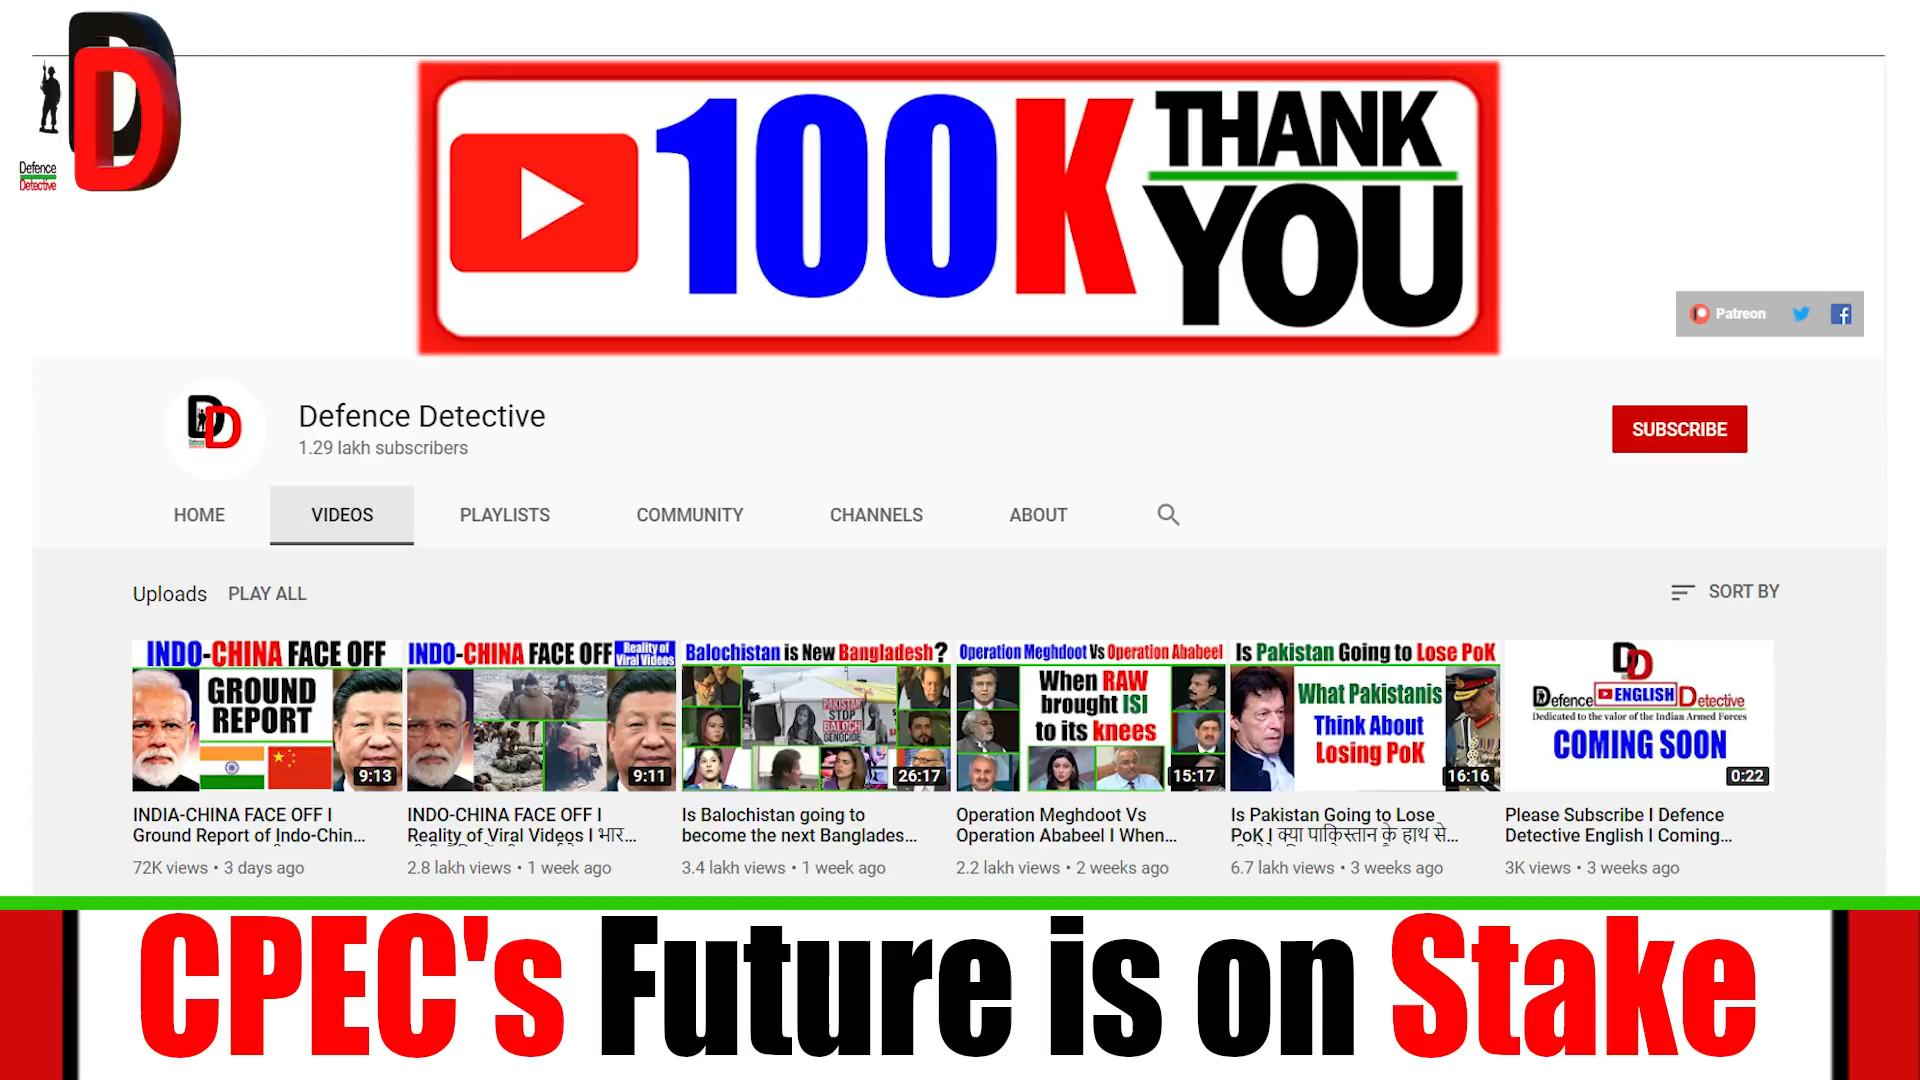 D
D
Defence
Detective
100K THANK
YOU
Patreon
Defence Detective
1.29 lakh subscribers
SUBSCRIBE
HOME VIDEOS PLAYLISTS COMMUNITY CHANNELS ABOUT
Uploads PLAY ALL SORT BY
INDO-CHINA FACE OFF
GROUND
REPORT
9:13
INDO-CHINA FACE OFF
Reality of
Viral Videos
9:11
Balochistan is New Bangladesh?
PAKISTAN
STOP
BALOCH
GENOCIDE
26:17
Operation Meghdoot Vs Operation Ababeel
When RAW
brought ISI
to its knees
15:17
Is Pakistan Going to Lose PoK
What Pakistanis
Think About
Losing PoK
16:16
DD
Defence ENGLISH Detective
Dedicated to the valor of the Indian Armed Forces
COMING SOON
0:22
INDIA-CHINA FACE OFF I
Ground Report of Indo-Chin...
72K views • 3 days ago
INDO-CHINA FACE OFF I
Reality of Viral Videos I भार...
2.8 lakh views • 1 week ago
Is Balochistan going to
become the next Banglades...
3.4 lakh views • 1 week ago
Operation Meghdoot Vs
Operation Ababeel I When...
2.2 lakh views • 2 weeks ago
Is Pakistan Going to Lose
PoK I क्या पाकिस्तान के हाथ से...
6.7 lakh views • 3 weeks ago
Please Subscribe I Defence
Detective English I Coming...
3K views • 3 weeks ago
CPEC's Future is on Stake